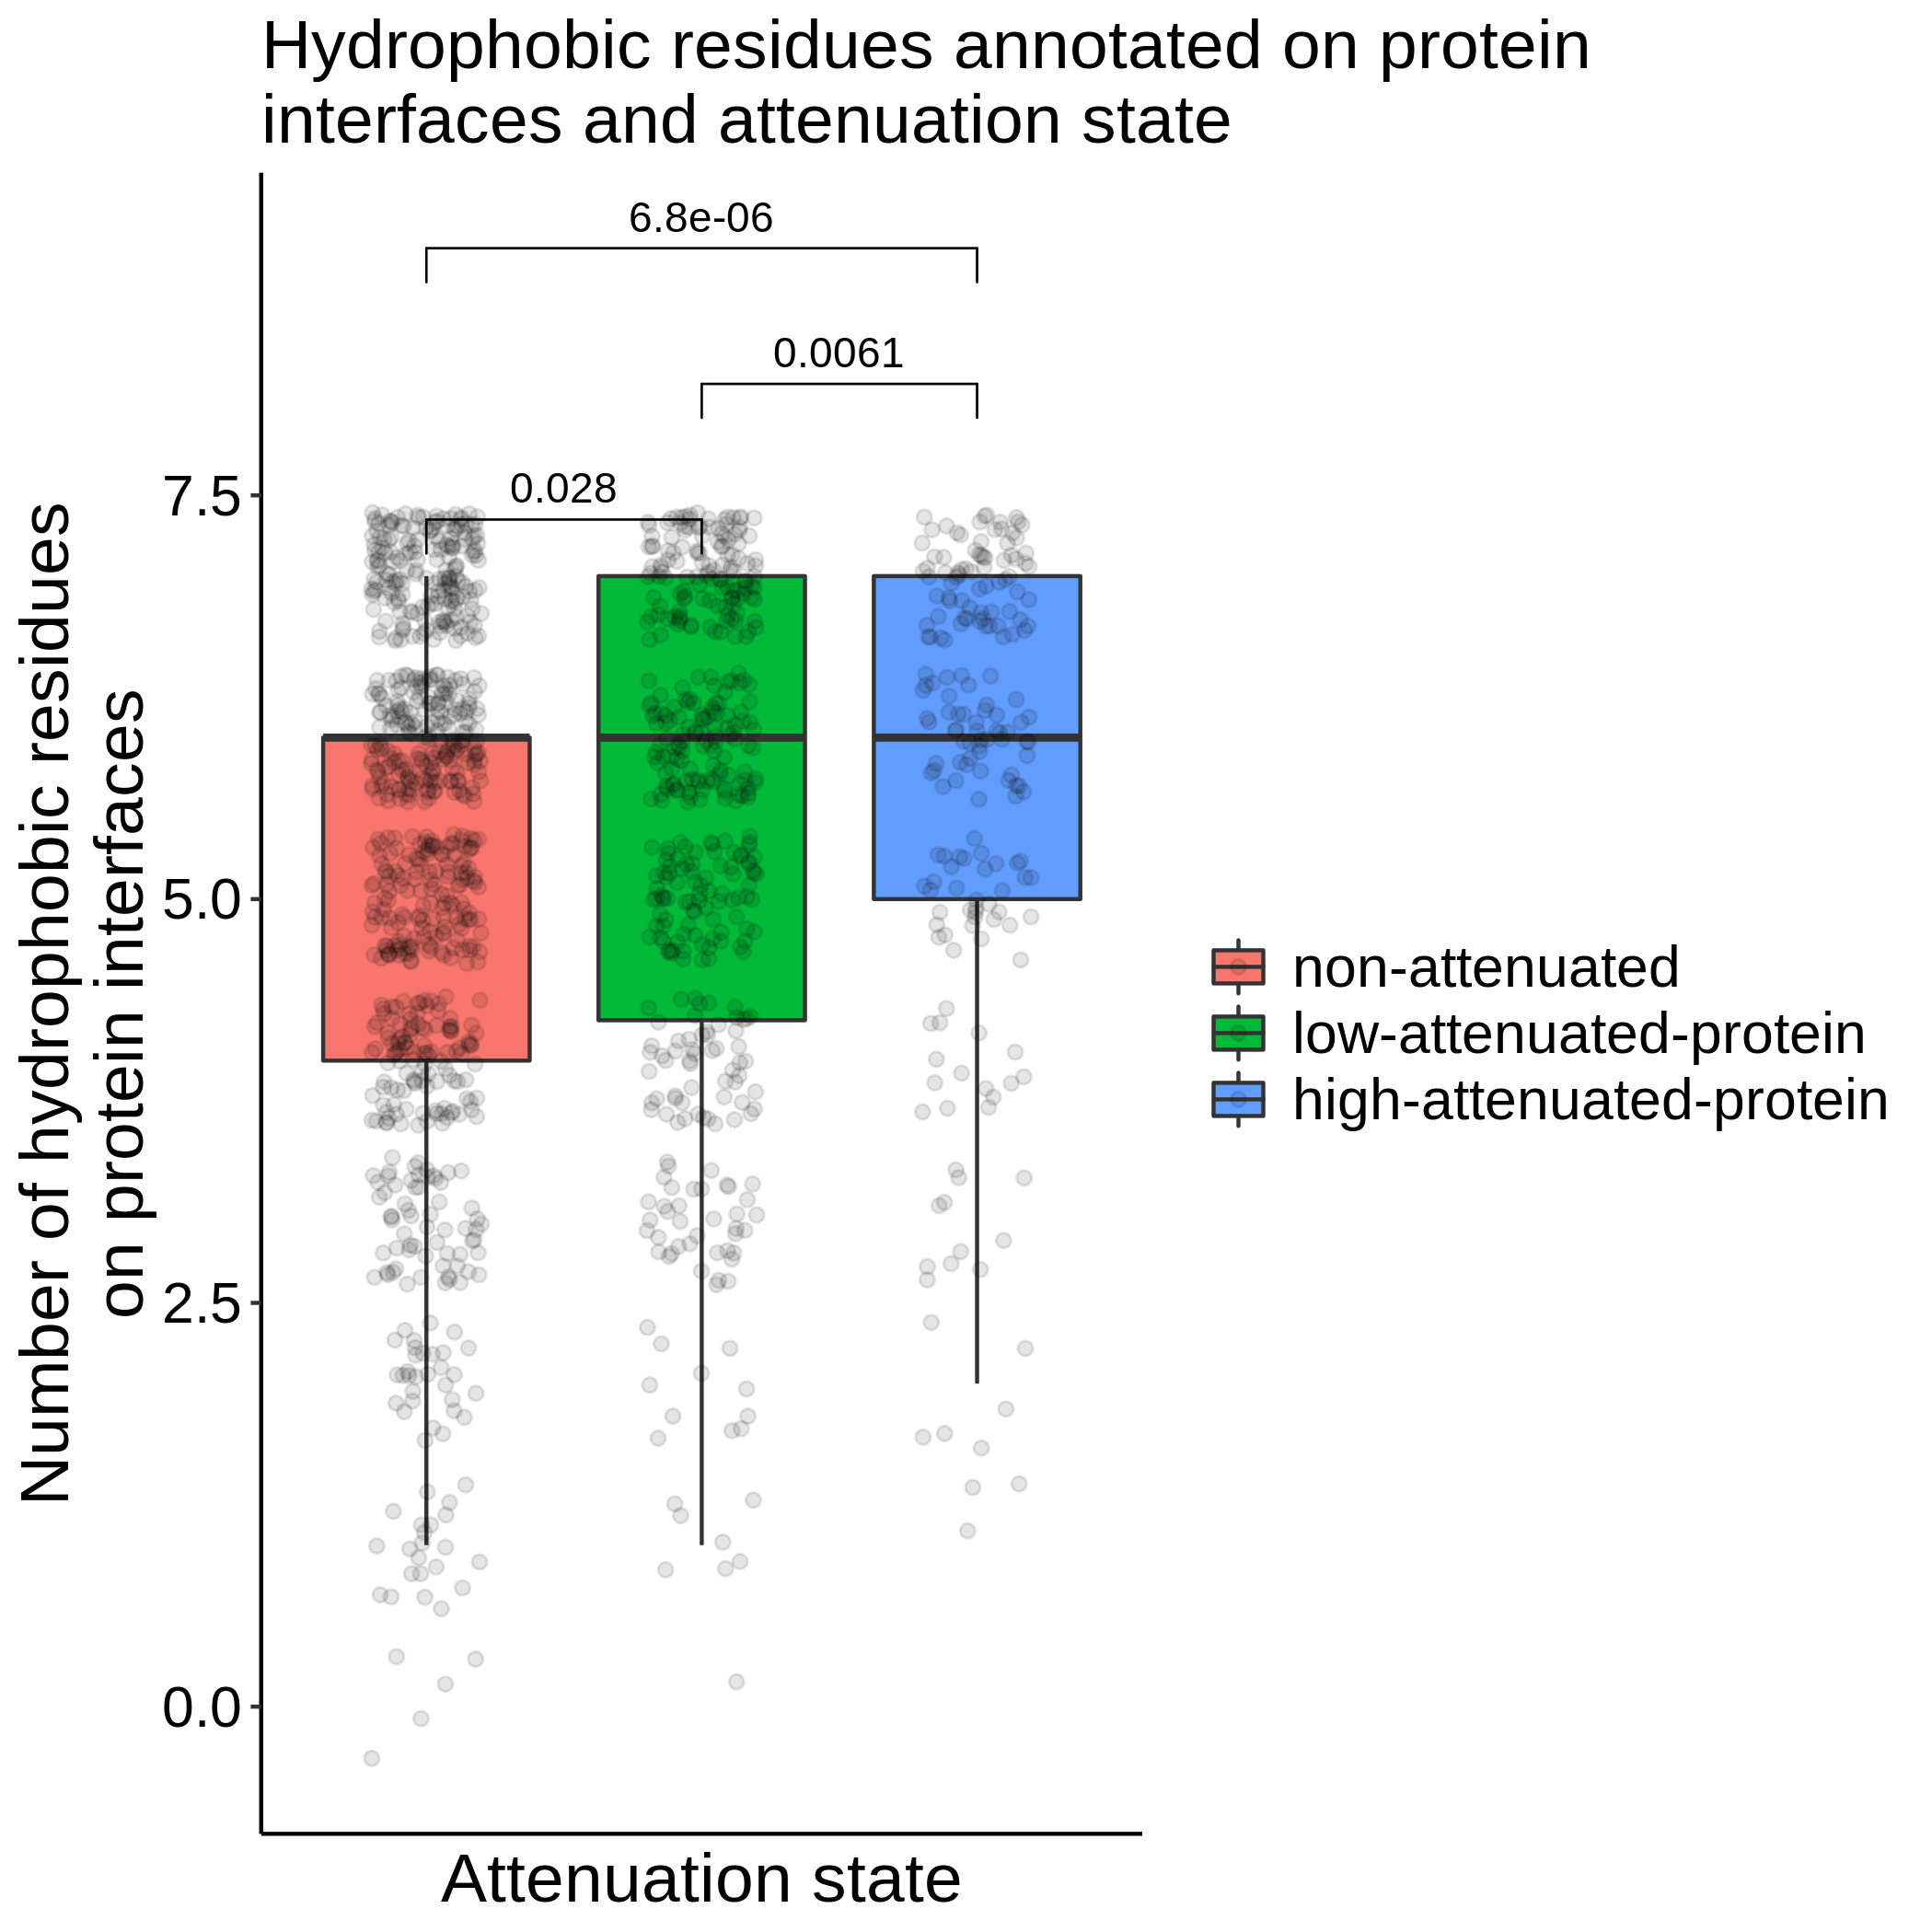 Hydrophobic residues annotated on protein
interfaces and attenuation state
6.8e-06
0.0061
0.028
Number of hydrophobic residues
on protein interfaces
7.5
5.0
2.5
0.0
non-attenuated
low-attenuated-protein
high-attenuated-protein
Attenuation state